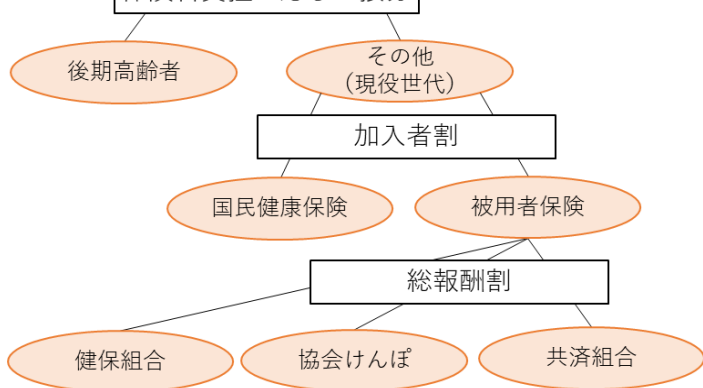 後期高齢者
その他
(現役世代)
加入者割
国民健康保険
被用者保険
総報酬割
健保組合
協会けんぽ
共済組合